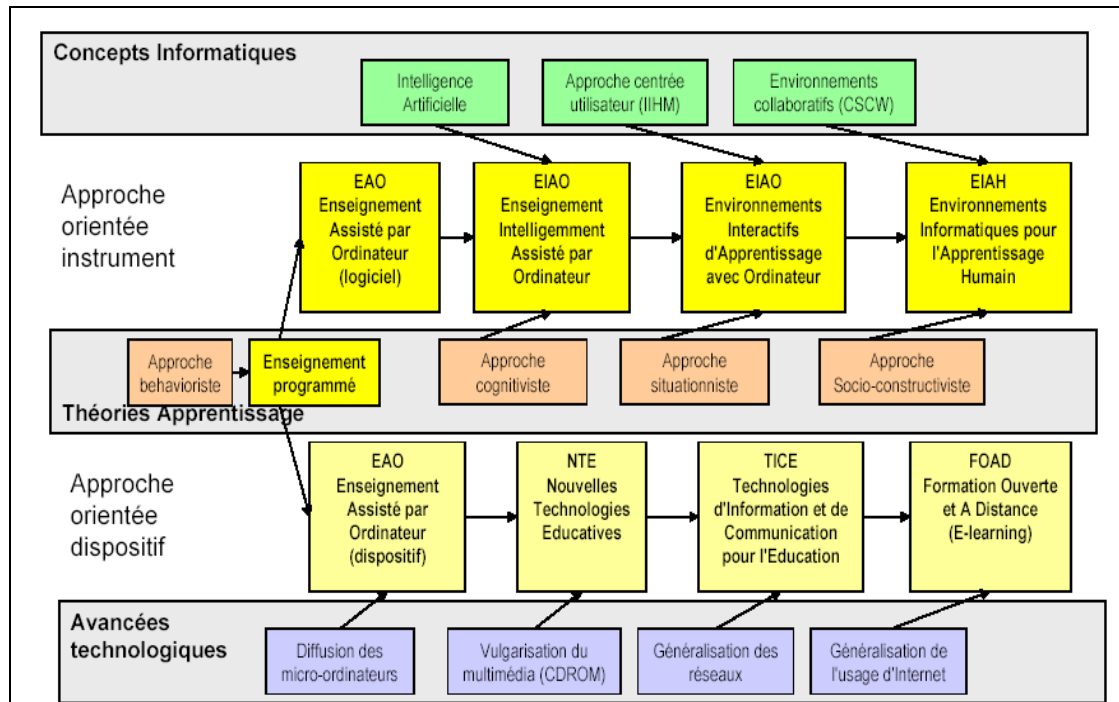 Concepts Informatiques
Intelligence
Artificielle
Approche centrée
utilisateur (IIHM)
Environnements
collaboratifs (CSCW)
Approche
orientée
instrument
EAO
Enseignement
Assisté par
Ordinateur
(logiciel)
EIAO
Enseignement
Intelligemment
Assisté par
Ordinateur
EIAO
Environnements
Interactifs
d'Apprentissage
avec Ordinateur
EIAH
Environnements
Informatiques pour
l'Apprentissage
Humain
Approche
behavioriste
Enseignement
programmé
Approche
cognitiviste
Approche
situationniste
Approche
Socio-constructiviste
Théories Apprentissage
Approche
orientée
dispositif
EAO
Enseignement
Assisté par
Ordinateur
(dispositif)
NTE
Nouvelles
Technologies
Educatives
TICE
Technologies
d'Information et de
Communication
pour l'Education
FOAD
Formation Ouverte
et A Distance
(E-learning)
Avancées
technologiques
Diffusion des
micro-ordinateurs
Vulgarisation du
multimédia (CDROM)
Généralisation des
réseaux
Généralisation de
l'usage d'Internet